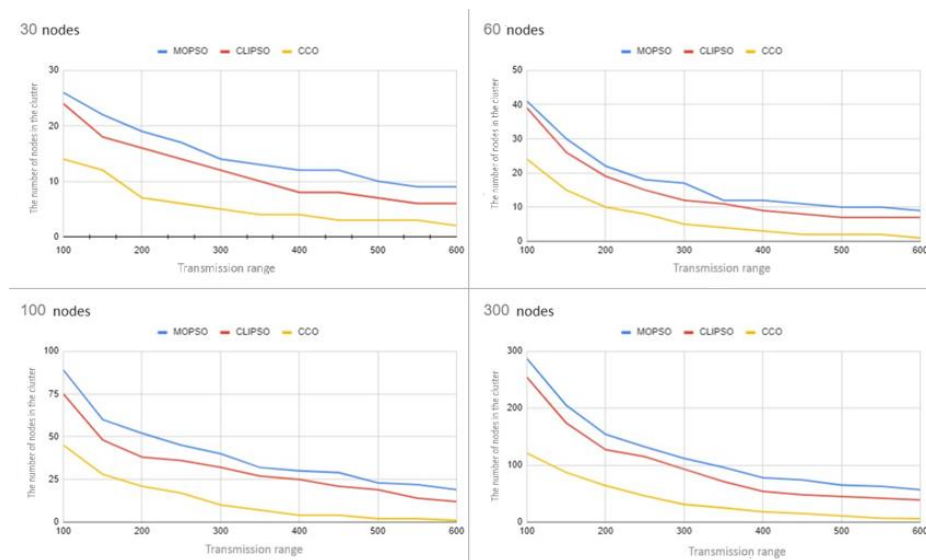 30 nodes
MOPSO CLIPSO CCO
The number of nodes in the cluster
30
20
10
0
100 200 300 400 500 600
Transmission range
60 nodes
MOPSO CLIPSO CCO
The number of nodes in the cluster
50
40
30
20
10
0
100 200 300 400 500 600
Transmission range
100 nodes
MOPSO CLIPSO CCO
The number of nodes in the cluster
100
75
50
25
0
100 200 300 400 500 600
Transmission range
300 nodes
MOPSO CLIPSO CCO
The number of nodes in the cluster
300
200
100
0
100 200 300 400 500 600
Transmission range